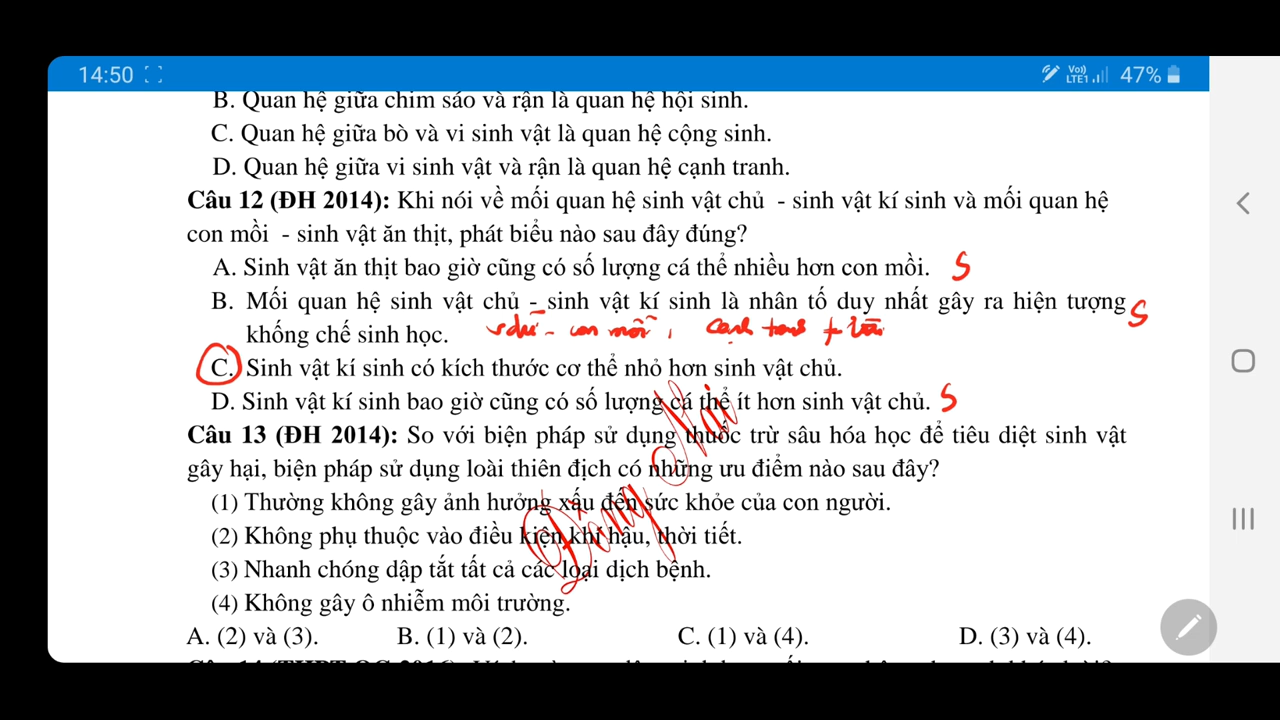 14:50 Vo) LTE1 47%
B. Quan hệ giữa chim sáo và rận là quan hệ hội sinh.
C. Quan hệ giữa bò và vi sinh vật là quan hệ cộng sinh.
D. Quan hệ giữa vi sinh vật và rận là quan hệ cạnh tranh.
Câu 12 (ĐH 2014): Khi nói về mối quan hệ sinh vật chủ - sinh vật kí sinh và mối quan hệ
con mồi - sinh vật ăn thịt, phát biểu nào sau đây đúng?
A. Sinh vật ăn thịt bao giờ cũng có số lượng cá thể nhiều hơn con mồi. S
B. Mối quan hệ sinh vật chủ - sinh vật kí sinh là nhân tố duy nhất gây ra hiện tượng S
khống chế sinh học. con mồi, cạnh tranh
C. Sinh vật kí sinh có kích thước cơ thể nhỏ hơn sinh vật chủ.
D. Sinh vật kí sinh bao giờ cũng có số lượng cá thể ít hơn sinh vật chủ. S
Câu 13 (ĐH 2014): So với biện pháp sử dụng thuốc trừ sâu hóa học để tiêu diệt sinh vật
gây hại, biện pháp sử dụng loài thiên địch có những ưu điểm nào sau đây?
(1) Thường không gây ảnh hưởng xấu đến sức khỏe của con người.
(2) Không phụ thuộc vào điều kiện khí hậu, thời tiết.
(3) Nhanh chóng dập tắt tất cả các loại dịch bệnh.
(4) Không gây ô nhiễm môi trường.
Đồng Nai
A. (2) và (3). B. (1) và (2). C. (1) và (4). D. (3) và (4).